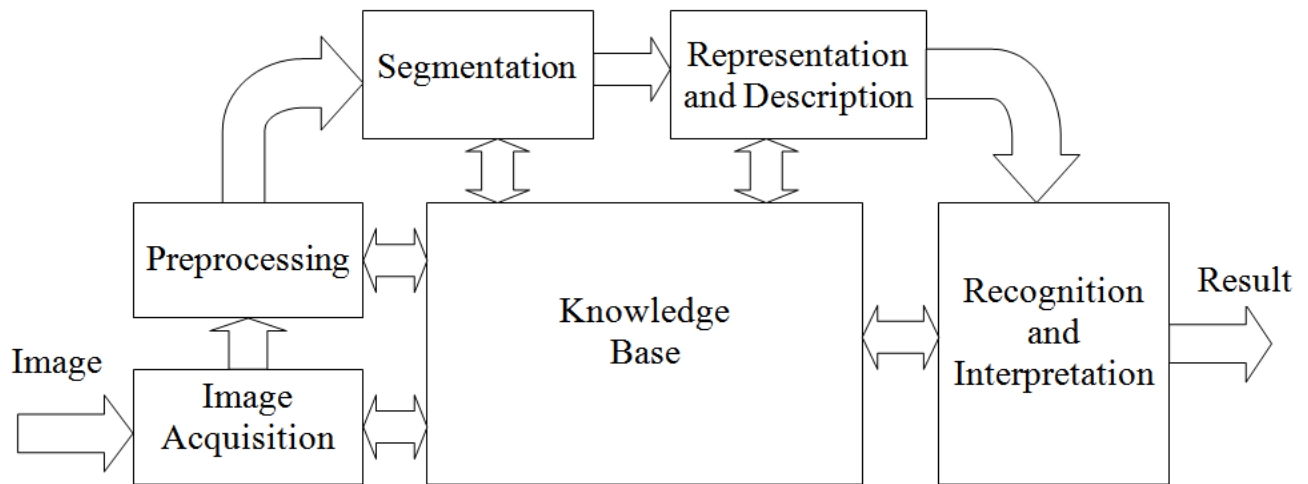 Segmentation
Representation
and Description
Preprocessing
Knowledge
Base
Recognition
and
Interpretation
Result
Image
Image
Acquisition